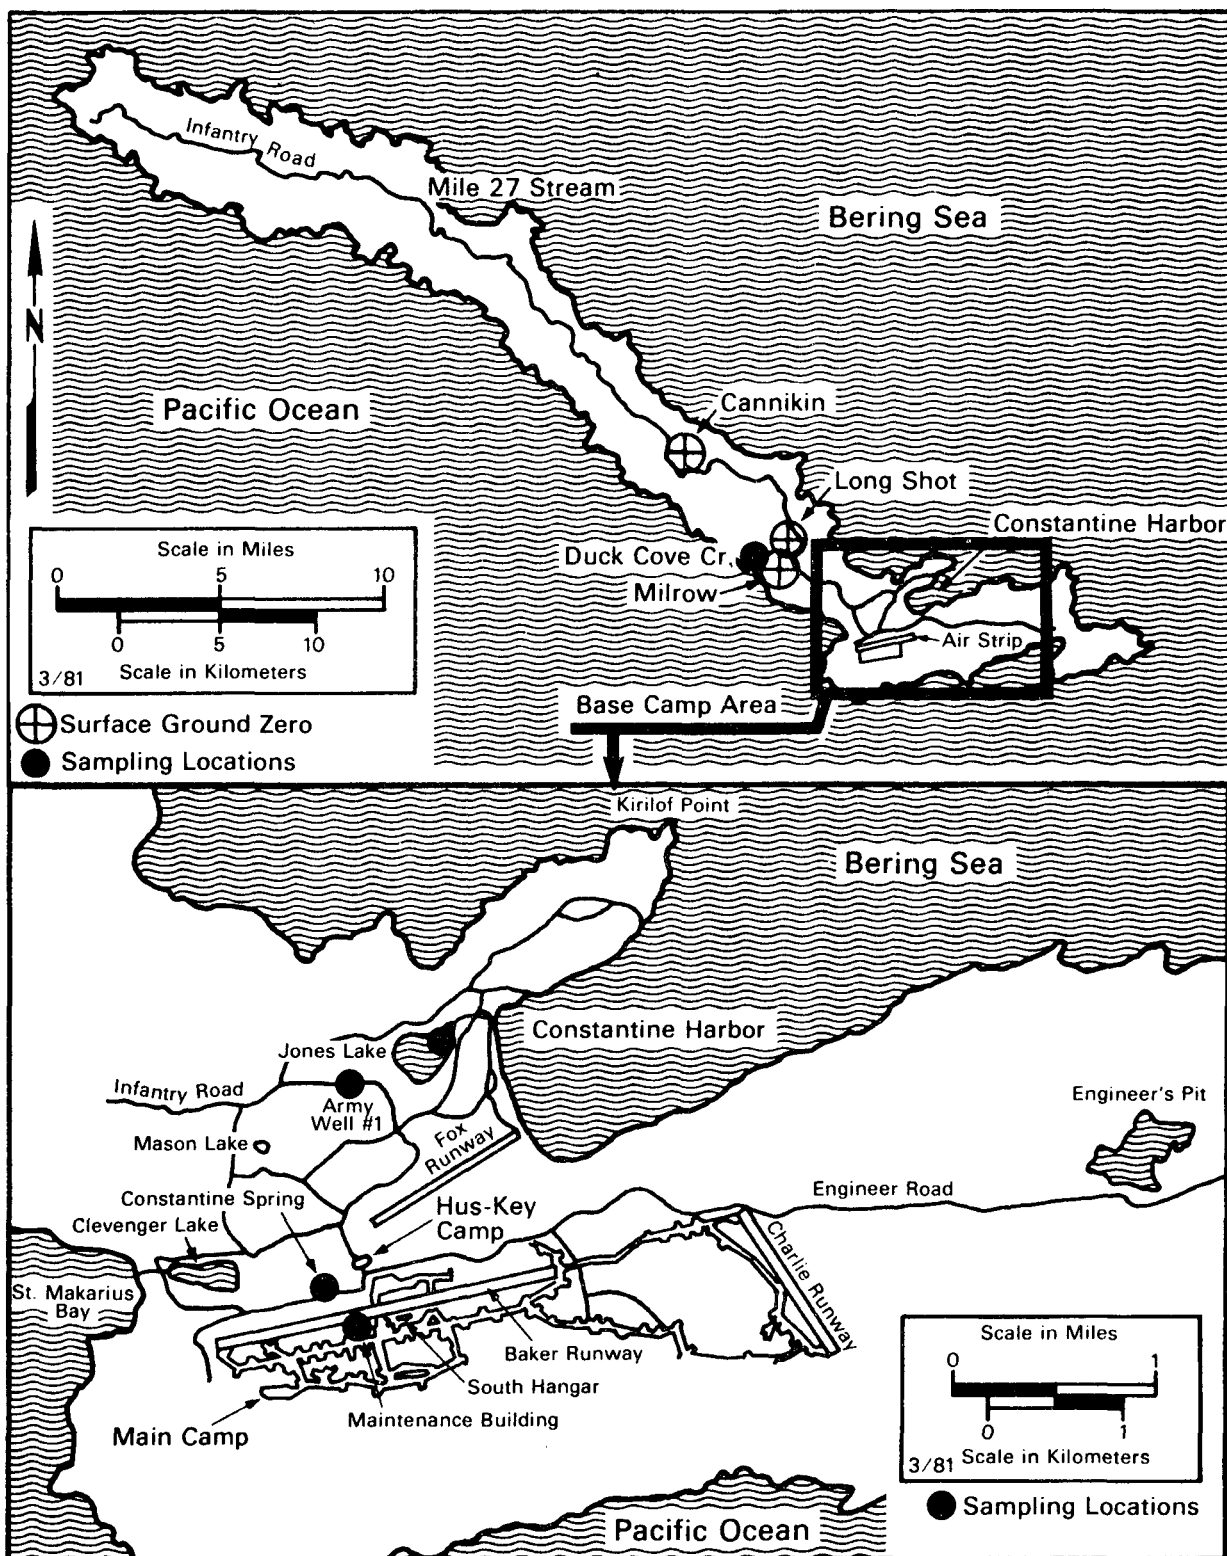 Infantry Road
Mile 27 Stream
Bering Sea
N
Pacific Ocean
Cannikin
Long Shot
Constantine Harbor
Duck Cove Cr.
Milrow
Air Strip
Base Camp Area
Scale in Miles
0 5 10
0 5 10
Scale in Kilometers
3/81
Surface Ground Zero
Sampling Locations
Kirilof Point
Bering Sea
Constantine Harbor
Jones Lake
Infantry Road
Army
Well #1
Mason Lake
Fox
Runway
Engineer's Pit
Constantine Spring
Clevenger Lake
Hus-Key
Camp
Engineer Road
Charlie Runway
St. Makarius
Bay
Baker Runway
South Hangar
Maintenance Building
Main Camp
Scale in Miles
0 1
0 1
Scale in Kilometers
3/81
Sampling Locations
Pacific Ocean